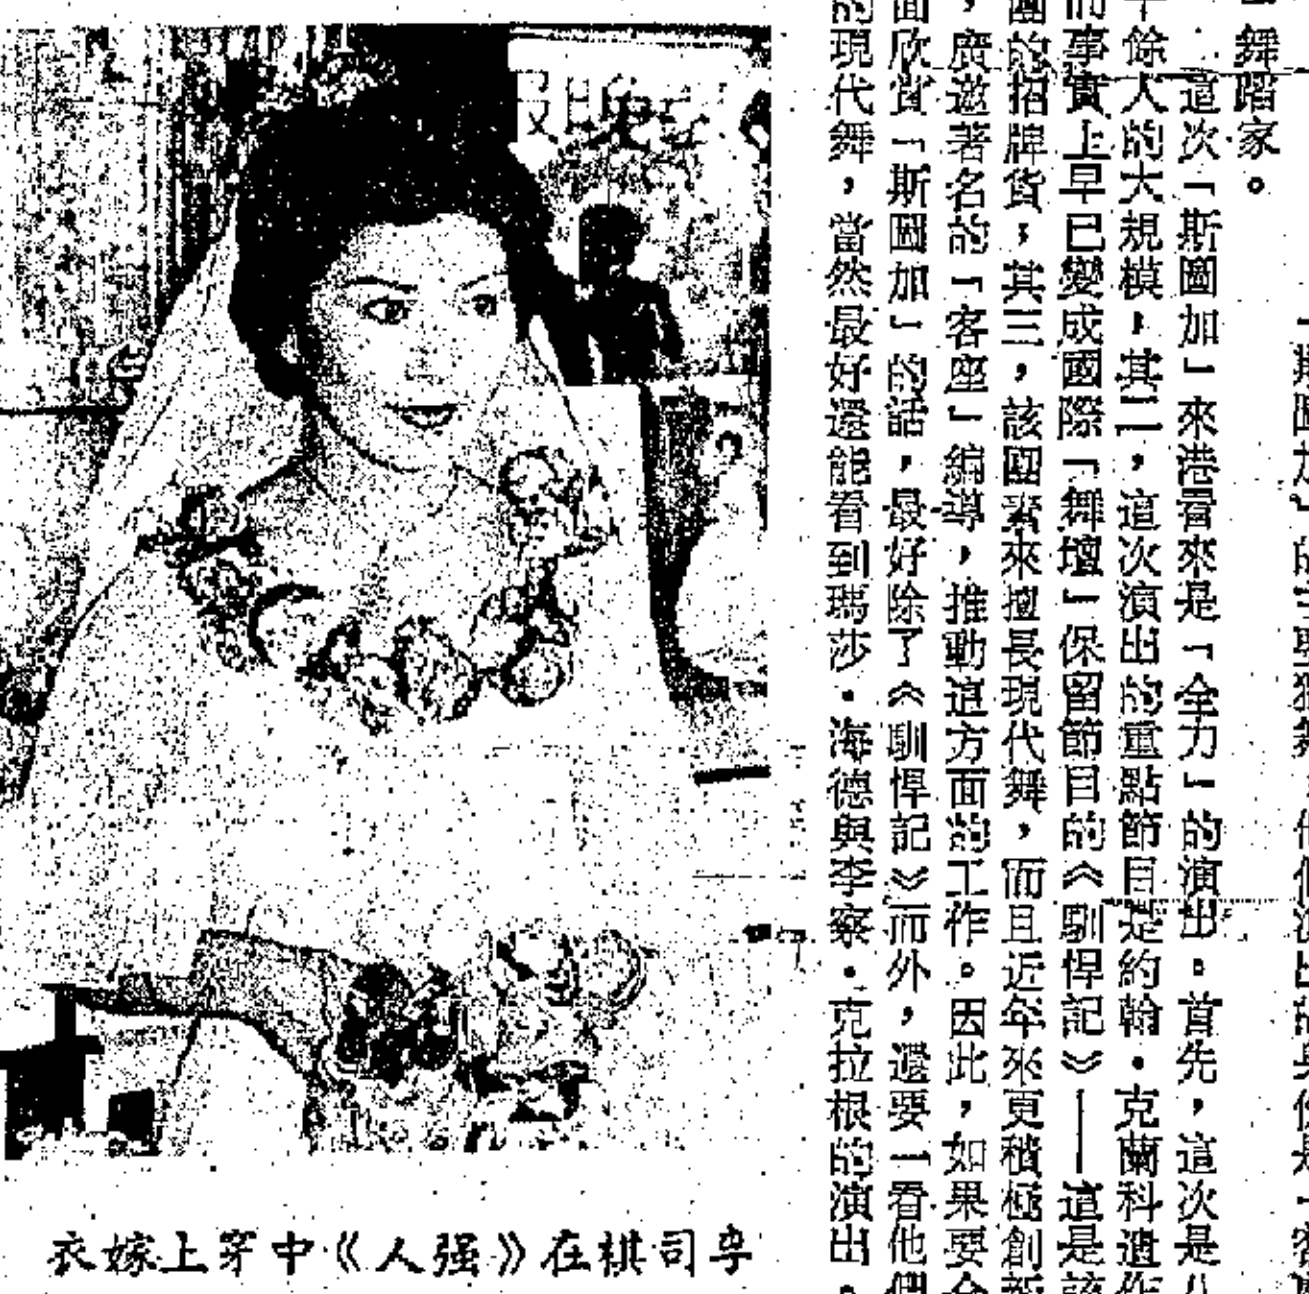 舞蹈家。
這次「斯圖加」來港看來是「全力」的演出。首先,這次是八
十餘人的大規模,其二,這次演出的重點節目是約翰.克蘭科遺作
而事實上早已變成國際「舞壇」保留節目的《馴悍記》——這是該
團的招牌貨;其三,該團素來擅長現代舞,而且近年來更積極創新
,廣邀著名的「客座」編導,推動這方面的工作。因此,如果要全
面欣賞「斯圖加」的話,最好除了《馴悍記》而外,還要一看他們
的現代舞,當然最好還能看到瑪莎.海德與李察.克拉根的演出。
晚報
李司棋在《强人》中穿上嫁衣